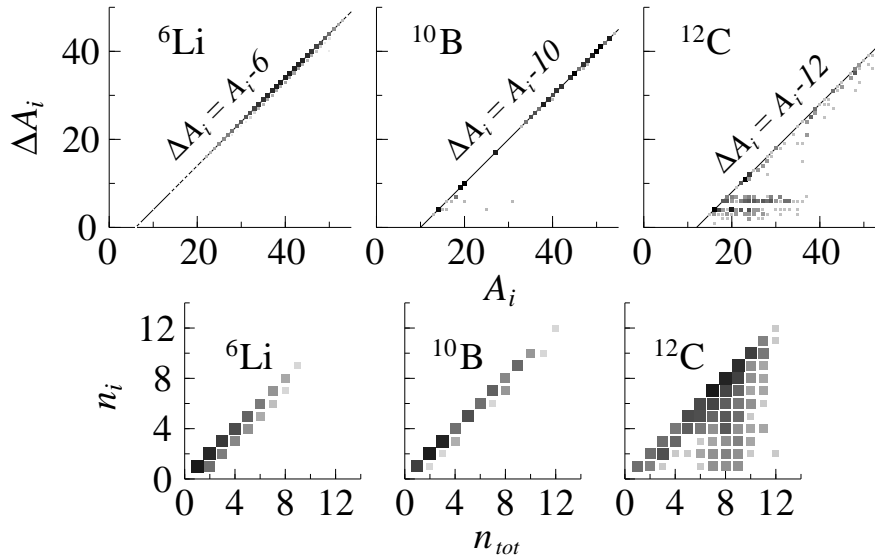 40
20
0
ΔA_i
⁶Li
ΔA_i = A_i-6
¹⁰B
ΔA_i = A_i-10
¹²C
ΔA_i = A_i-12
0 20 40 0 20 40 0 20 40
A_i
12
8
4
0
n_i
⁶Li
¹⁰B
¹²C
0 4 8 12 0 4 8 12 0 4 8 12
n_tot